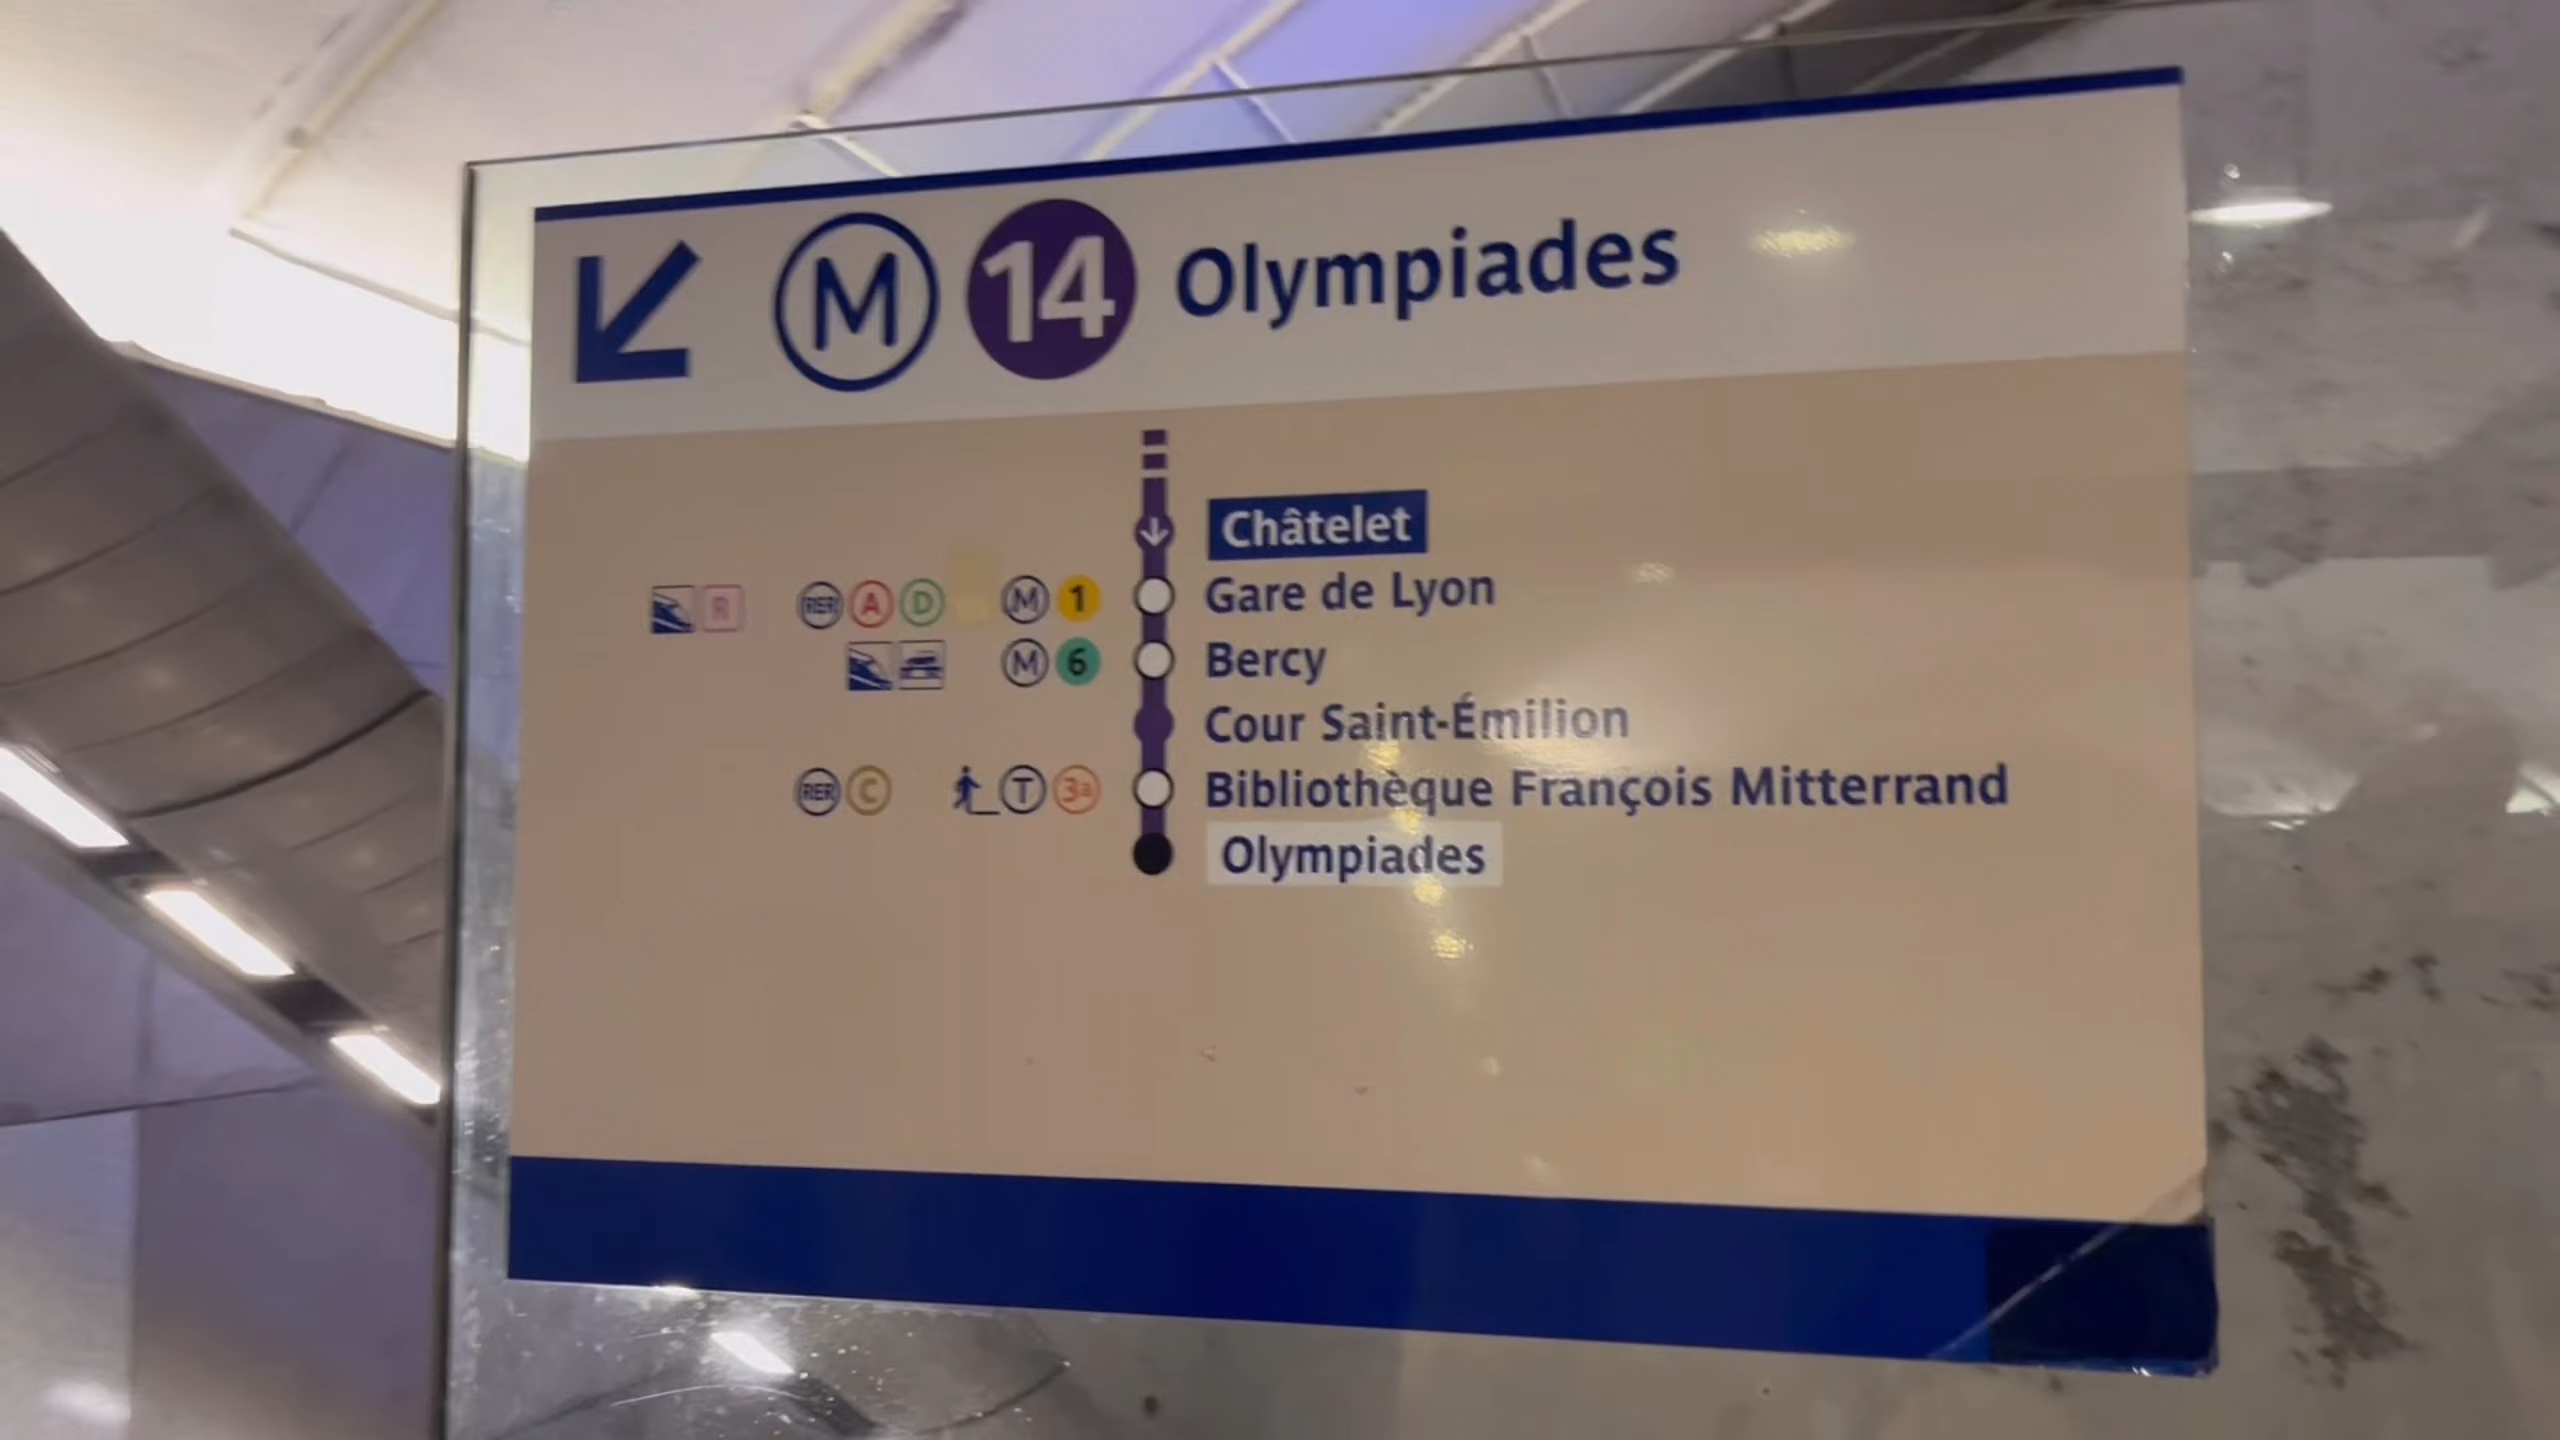 M 14 Olympiades
Châtelet
R RER A D M 1 Gare de Lyon
M 6 Bercy
Cour Saint-Émilion
RER C T 3a Bibliothèque François Mitterrand
Olympiades